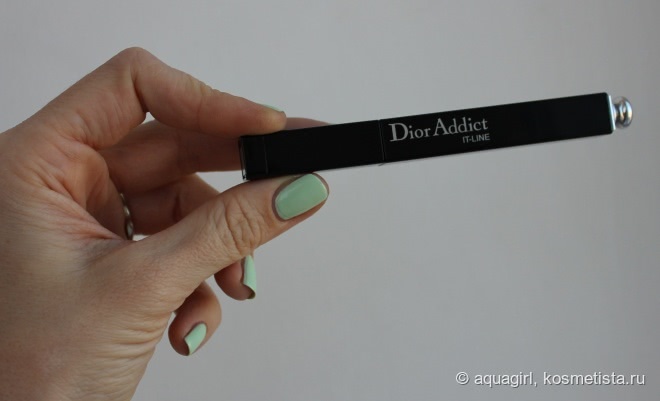 Dior Addict
IT-LINE
© aquagirl, kosmetista.ru